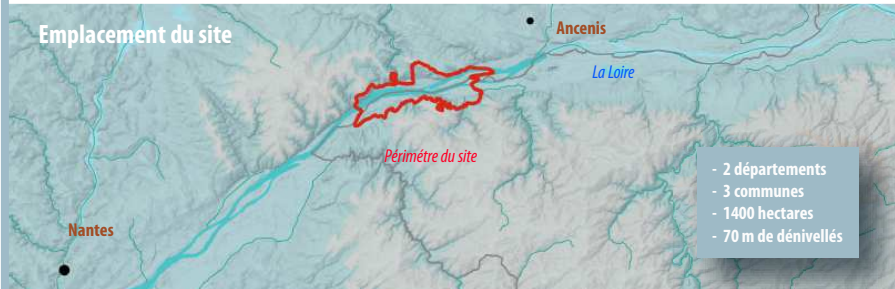 Emplacement du site
Ancenis
La Loire
Périmétre du site
- 2 départements
- 3 communes
- 1400 hectares
- 70 m de dénivellés
Nantes